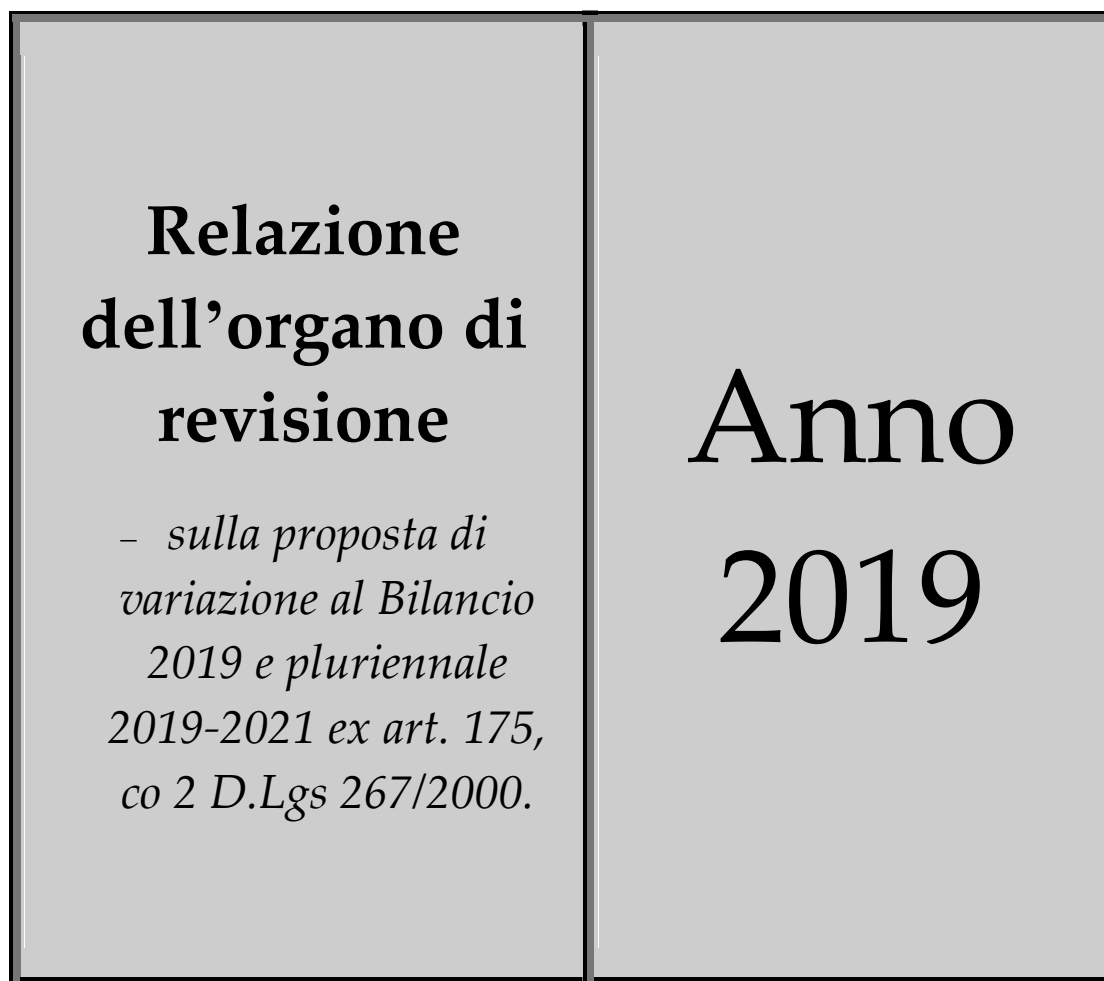 Relazione
dell’organo di
revisione
– sulla proposta di
variazione al Bilancio
2019 e pluriennale
2019-2021 ex art. 175,
co 2 D.Lgs 267/2000.
Anno
2019